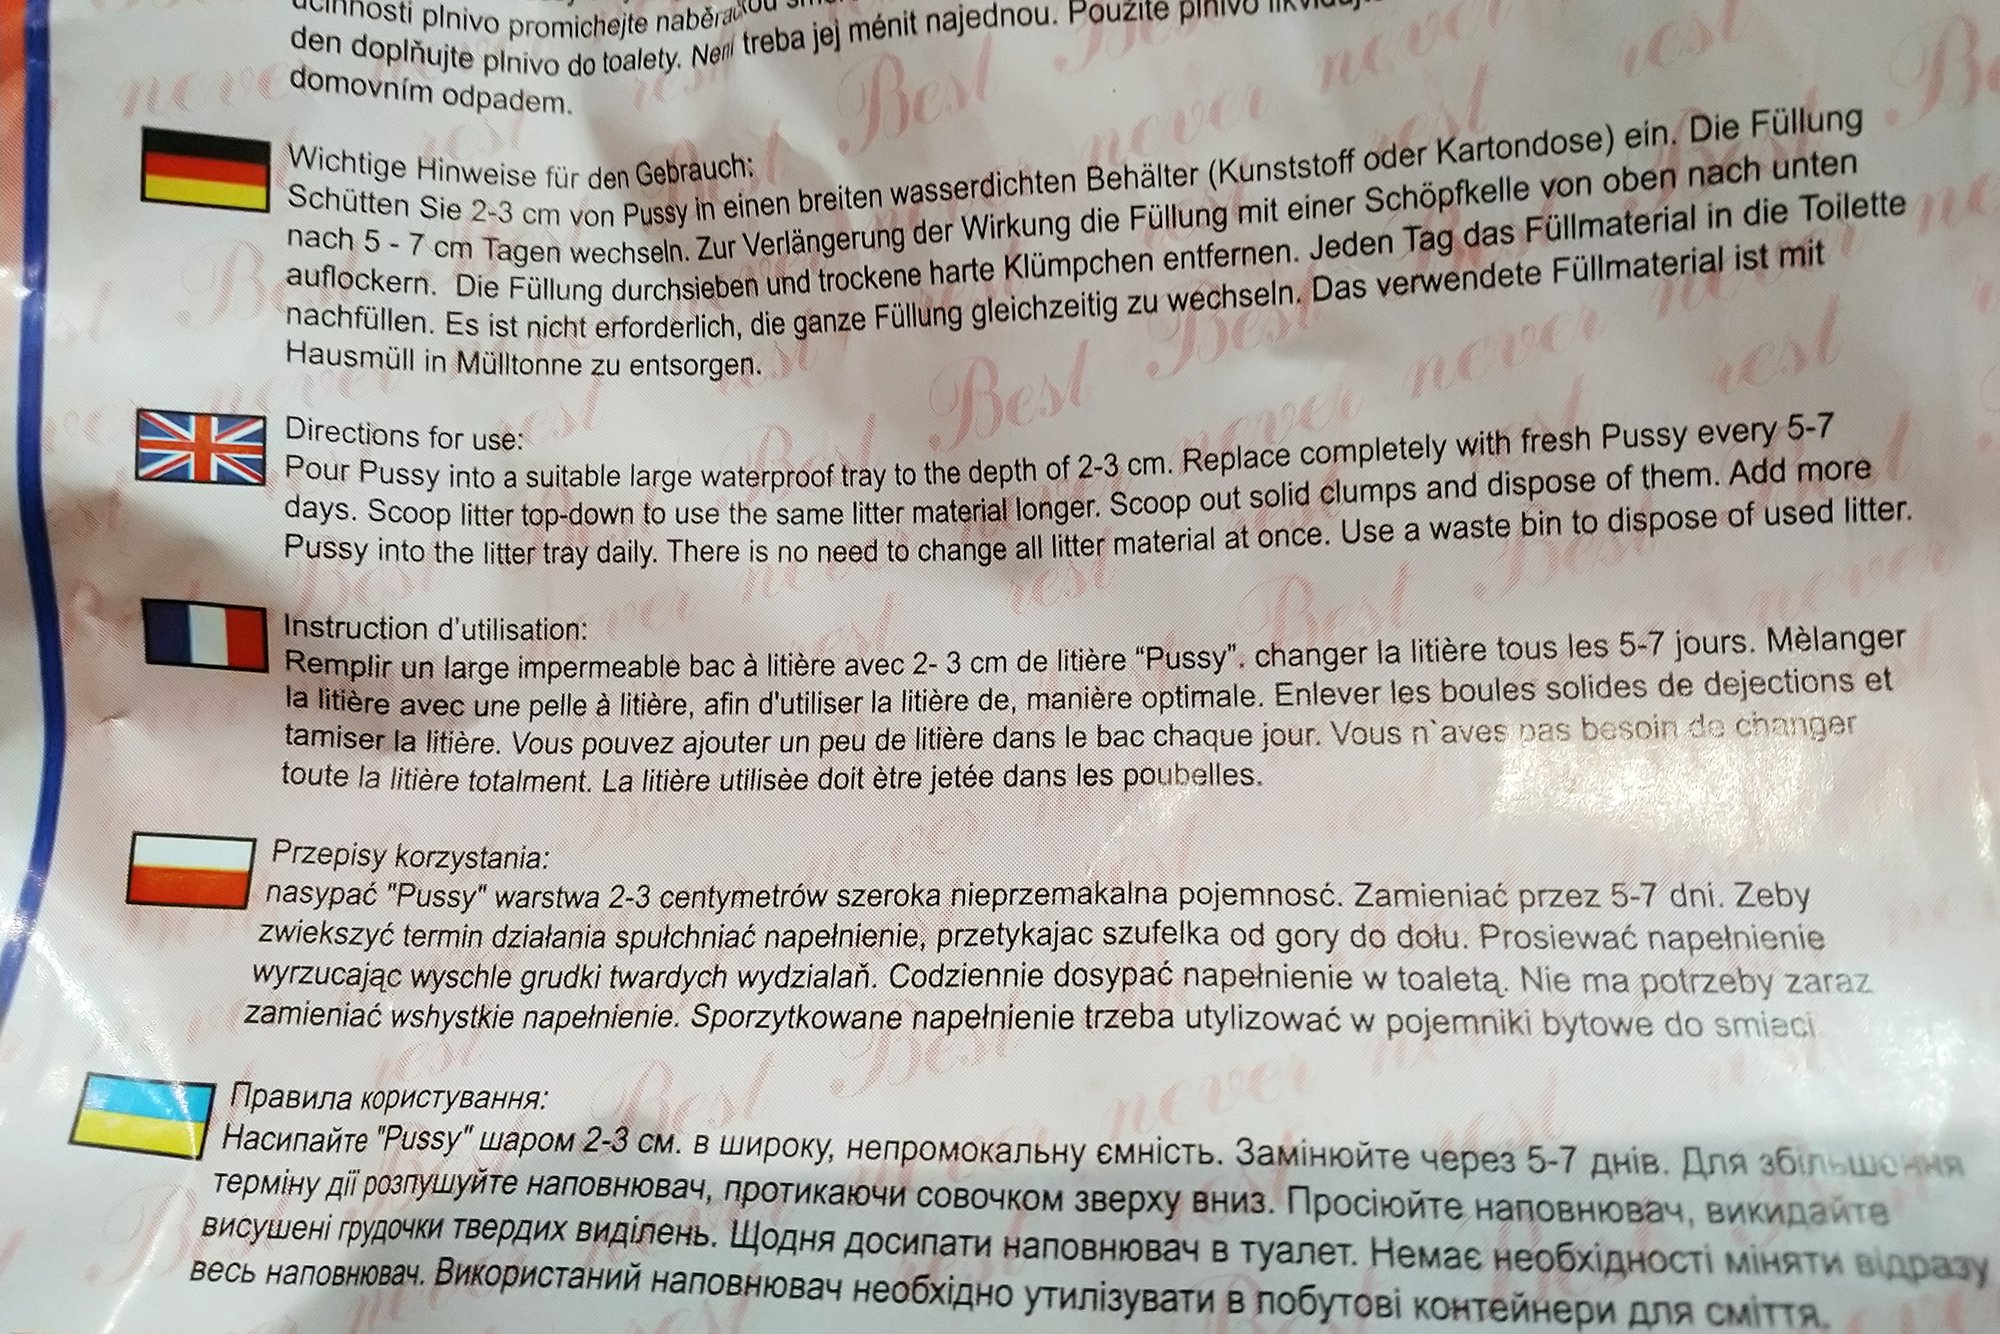 plnivo promichejte naběračkou
den doplňujte plnivo do toalety. Není treba jej ménit najednou. Použité plnivo
domovním odpadem.
Wichtige Hinweise für den Gebrauch:
Schütten Sie 2-3 cm von Pussy in einen breiten wasserdichten Behälter (Kunststoff oder Kartondose) ein. Die Füllung
nach 5 - 7 cm Tagen wechseln. Zur Verlängerung der Wirkung die Füllung mit einer Schöpfkelle von oben nach unten
auflockern. Die Füllung durchsieben und trockene harte Klümpchen entfernen. Jeden Tag das Füllmaterial in die Toilette
nachfüllen. Es ist nicht erforderlich, die ganze Füllung gleichzeitig zu wechseln. Das verwendete Füllmaterial ist mit
Hausmüll in Mülltonne zu entsorgen.
Directions for use:
Pour Pussy into a suitable large waterproof tray to the depth of 2-3 cm. Replace completely with fresh Pussy every 5-7
days. Scoop litter top-down to use the same litter material longer. Scoop out solid clumps and dispose of them. Add more
Pussy into the litter tray daily. There is no need to change all litter material at once. Use a waste bin to dispose of used litter.
Instruction d'utilisation:
Remplir un large impermeable bac à litière avec 2- 3 cm de litière “Pussy”. changer la litière tous les 5-7 jours. Mèlanger
la litière avec une pelle à litière, afin d'utiliser la litière de, manière optimale. Enlever les boules solides de dejections et
tamiser la litière. Vous pouvez ajouter un peu de litière dans le bac chaque jour. Vous n`aves pas besoin de changer
toute la litière totalment. La litière utilisèe doit ètre jetée dans les poubelles.
Przepisy korzystania:
nasypać "Pussy" warstwa 2-3 centymetrów szeroka nieprzemakalna pojemnosć. Zamieniać przez 5-7 dni. Zeby
zwiekszyć termin działania spułchniać napełnienie, przetykajac szufelka od gory do dołu. Prosiewać napełnienie
wyrzucając wyschle grudki twardych wydzialaň. Codziennie dosypać napełnienie w toaletą. Nie ma potrzeby zaraz
zamieniać wshystkie napełnienie. Sporzytkowane napełnienie trzeba utylizować w pojemniki bytowe do smieci
Правила користування:
Насипайте "Pussy" шаром 2-3 см. в широку, непромокальну ємність. Замінюйте через 5-7 днів. Для збільшення
терміну дії розпушуйте наповнювач, протикаючи совочком зверху вниз. Просіюйте наповнювач, викидайте
висушені грудочки твердих виділень. Щодня досипати наповнювач в туалет. Немає необхідності міняти відразу
весь наповнювач. Використаний наповнювач необхідно утилізувати в побутові контейнери для сміття.